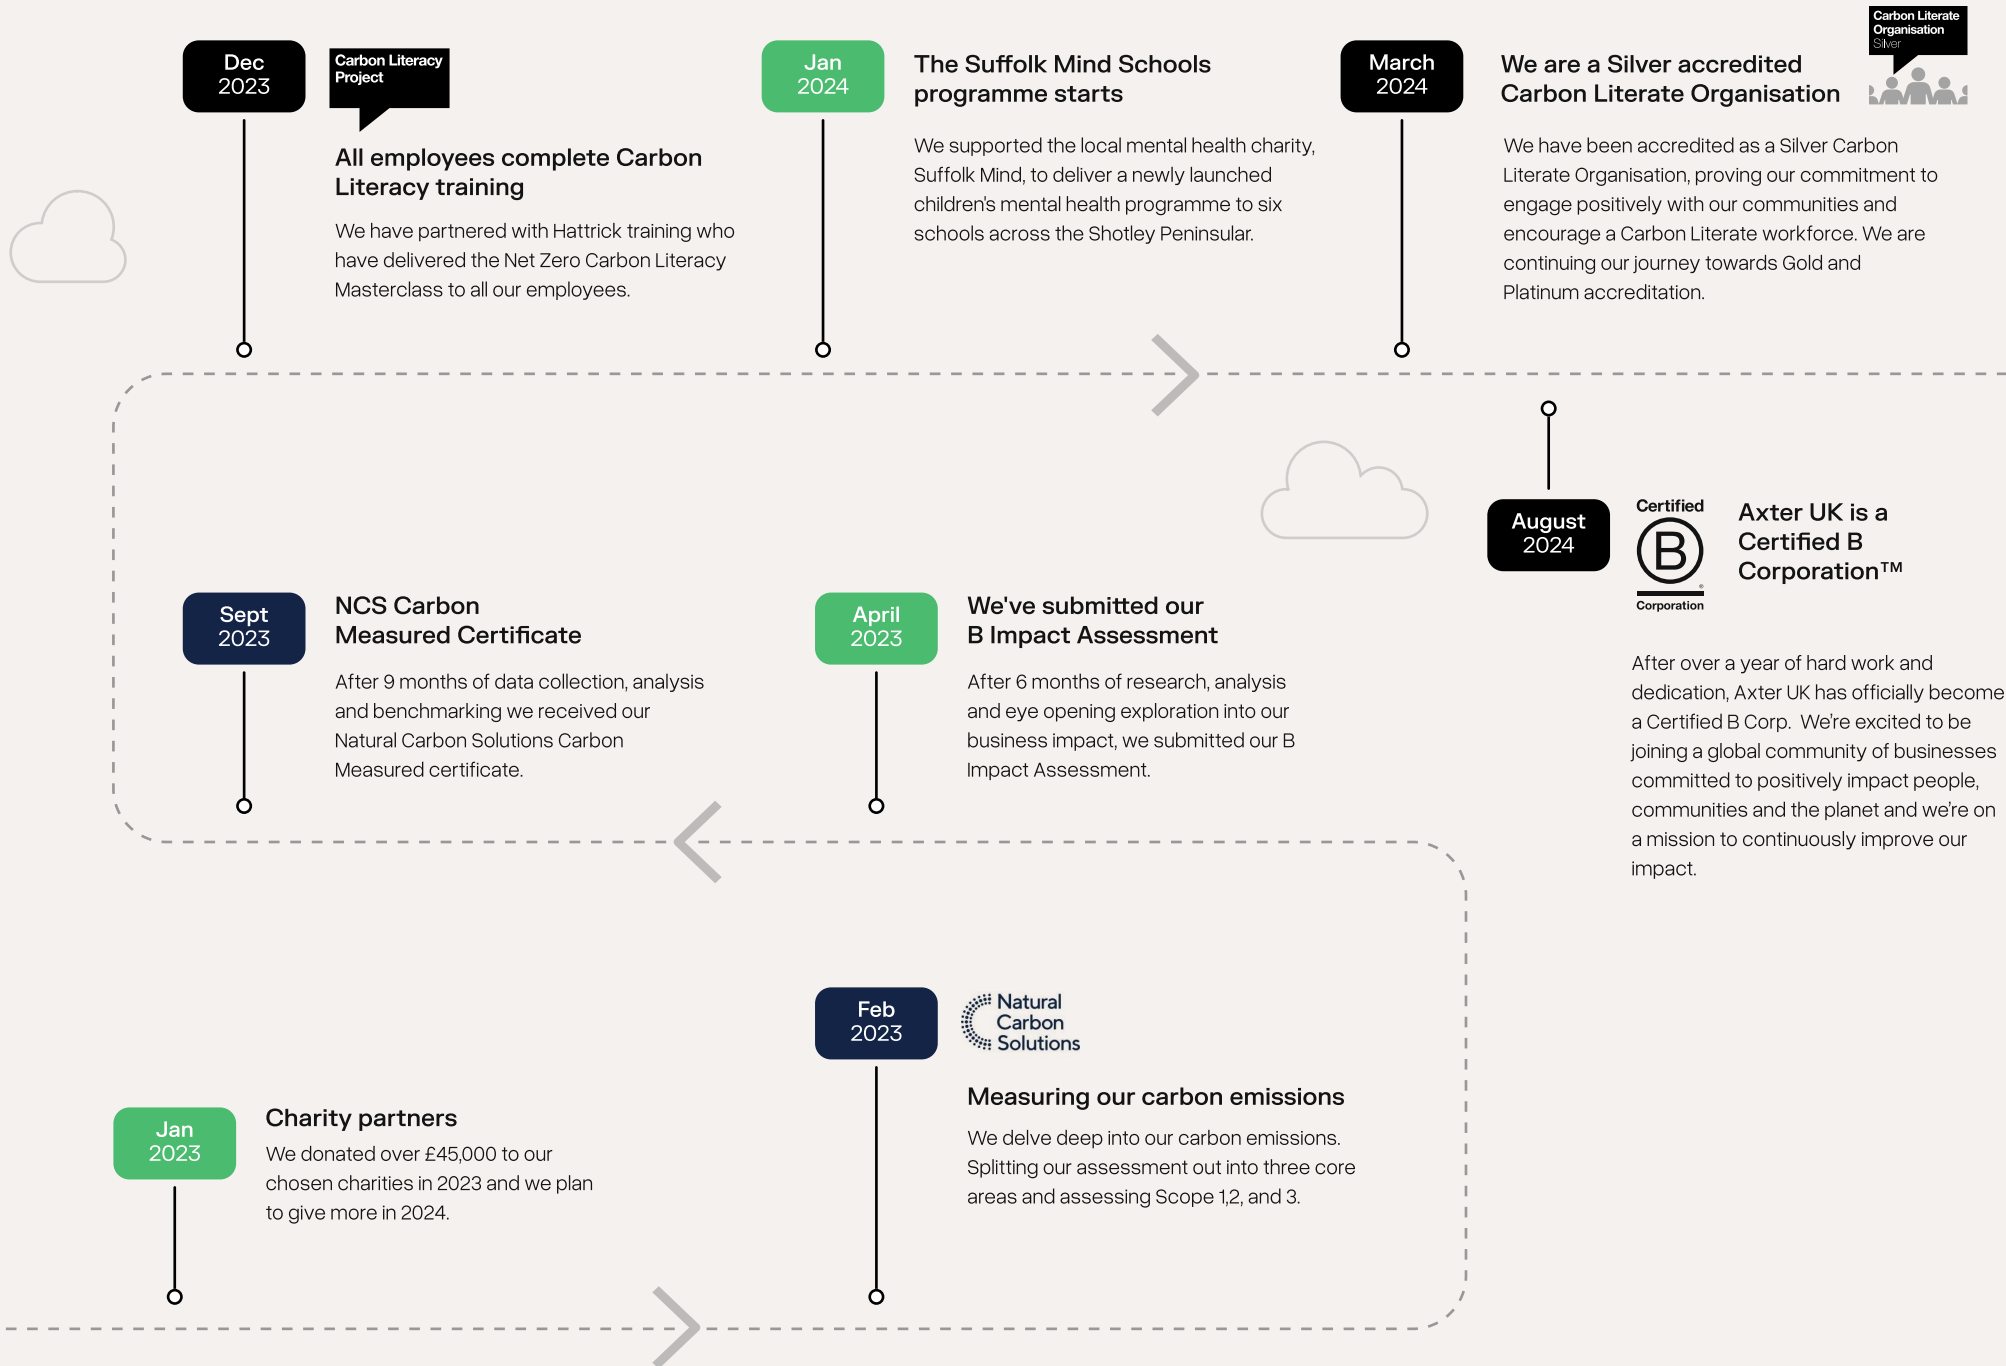 Dec
2023
Carbon Literacy
Project
All employees complete Carbon
Literacy training
We have partnered with Hattrick training who
have delivered the Net Zero Carbon Literacy
Masterclass to all our employees.
Jan
2024
The Suffolk Mind Schools
programme starts
We supported the local mental health charity,
Suffolk Mind, to deliver a newly launched
children's mental health programme to six
schools across the Shotley Peninsular.
March
2024
We are a Silver accredited
Carbon Literate Organisation
Carbon Literate
Organisation
Silver
We have been accredited as a Silver Carbon
Literate Organisation, proving our commitment to
engage positively with our communities and
encourage a Carbon Literate workforce. We are
continuing our journey towards Gold and
Platinum accreditation.
Sept
2023
NCS Carbon
Measured Certificate
After 9 months of data collection, analysis
and benchmarking we received our
Natural Carbon Solutions Carbon
Measured certificate.
April
2023
We've submitted our
B Impact Assessment
After 6 months of research, analysis
and eye opening exploration into our
business impact, we submitted our B
Impact Assessment.
August
2024
Certified
B
®
Corporation
Axter UK is a
Certified B
Corporation™
After over a year of hard work and
dedication, Axter UK has officially become
a Certified B Corp.  We're excited to be
joining a global community of businesses
committed to positively impact people,
communities and the planet and we're on
a mission to continuously improve our
impact.
Jan
2023
Charity partners
We donated over £45,000 to our
chosen charities in 2023 and we plan
to give more in 2024.
Feb
2023
Natural
Carbon
Solutions
Measuring our carbon emissions
We delve deep into our carbon emissions.
Splitting our assessment out into three core
areas and assessing Scope 1,2, and 3.